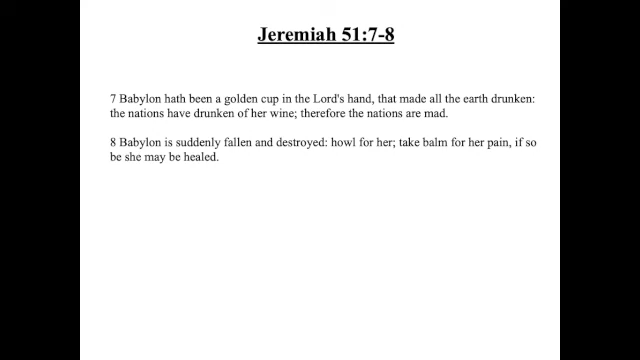 Jeremiah 51:7-8
7 Babylon hath been a golden cup in the Lord's hand, that made all the earth drunken:
the nations have drunken of her wine; therefore the nations are mad.
8 Babylon is suddenly fallen and destroyed: howl for her; take balm for her pain, if so
be she may be healed.